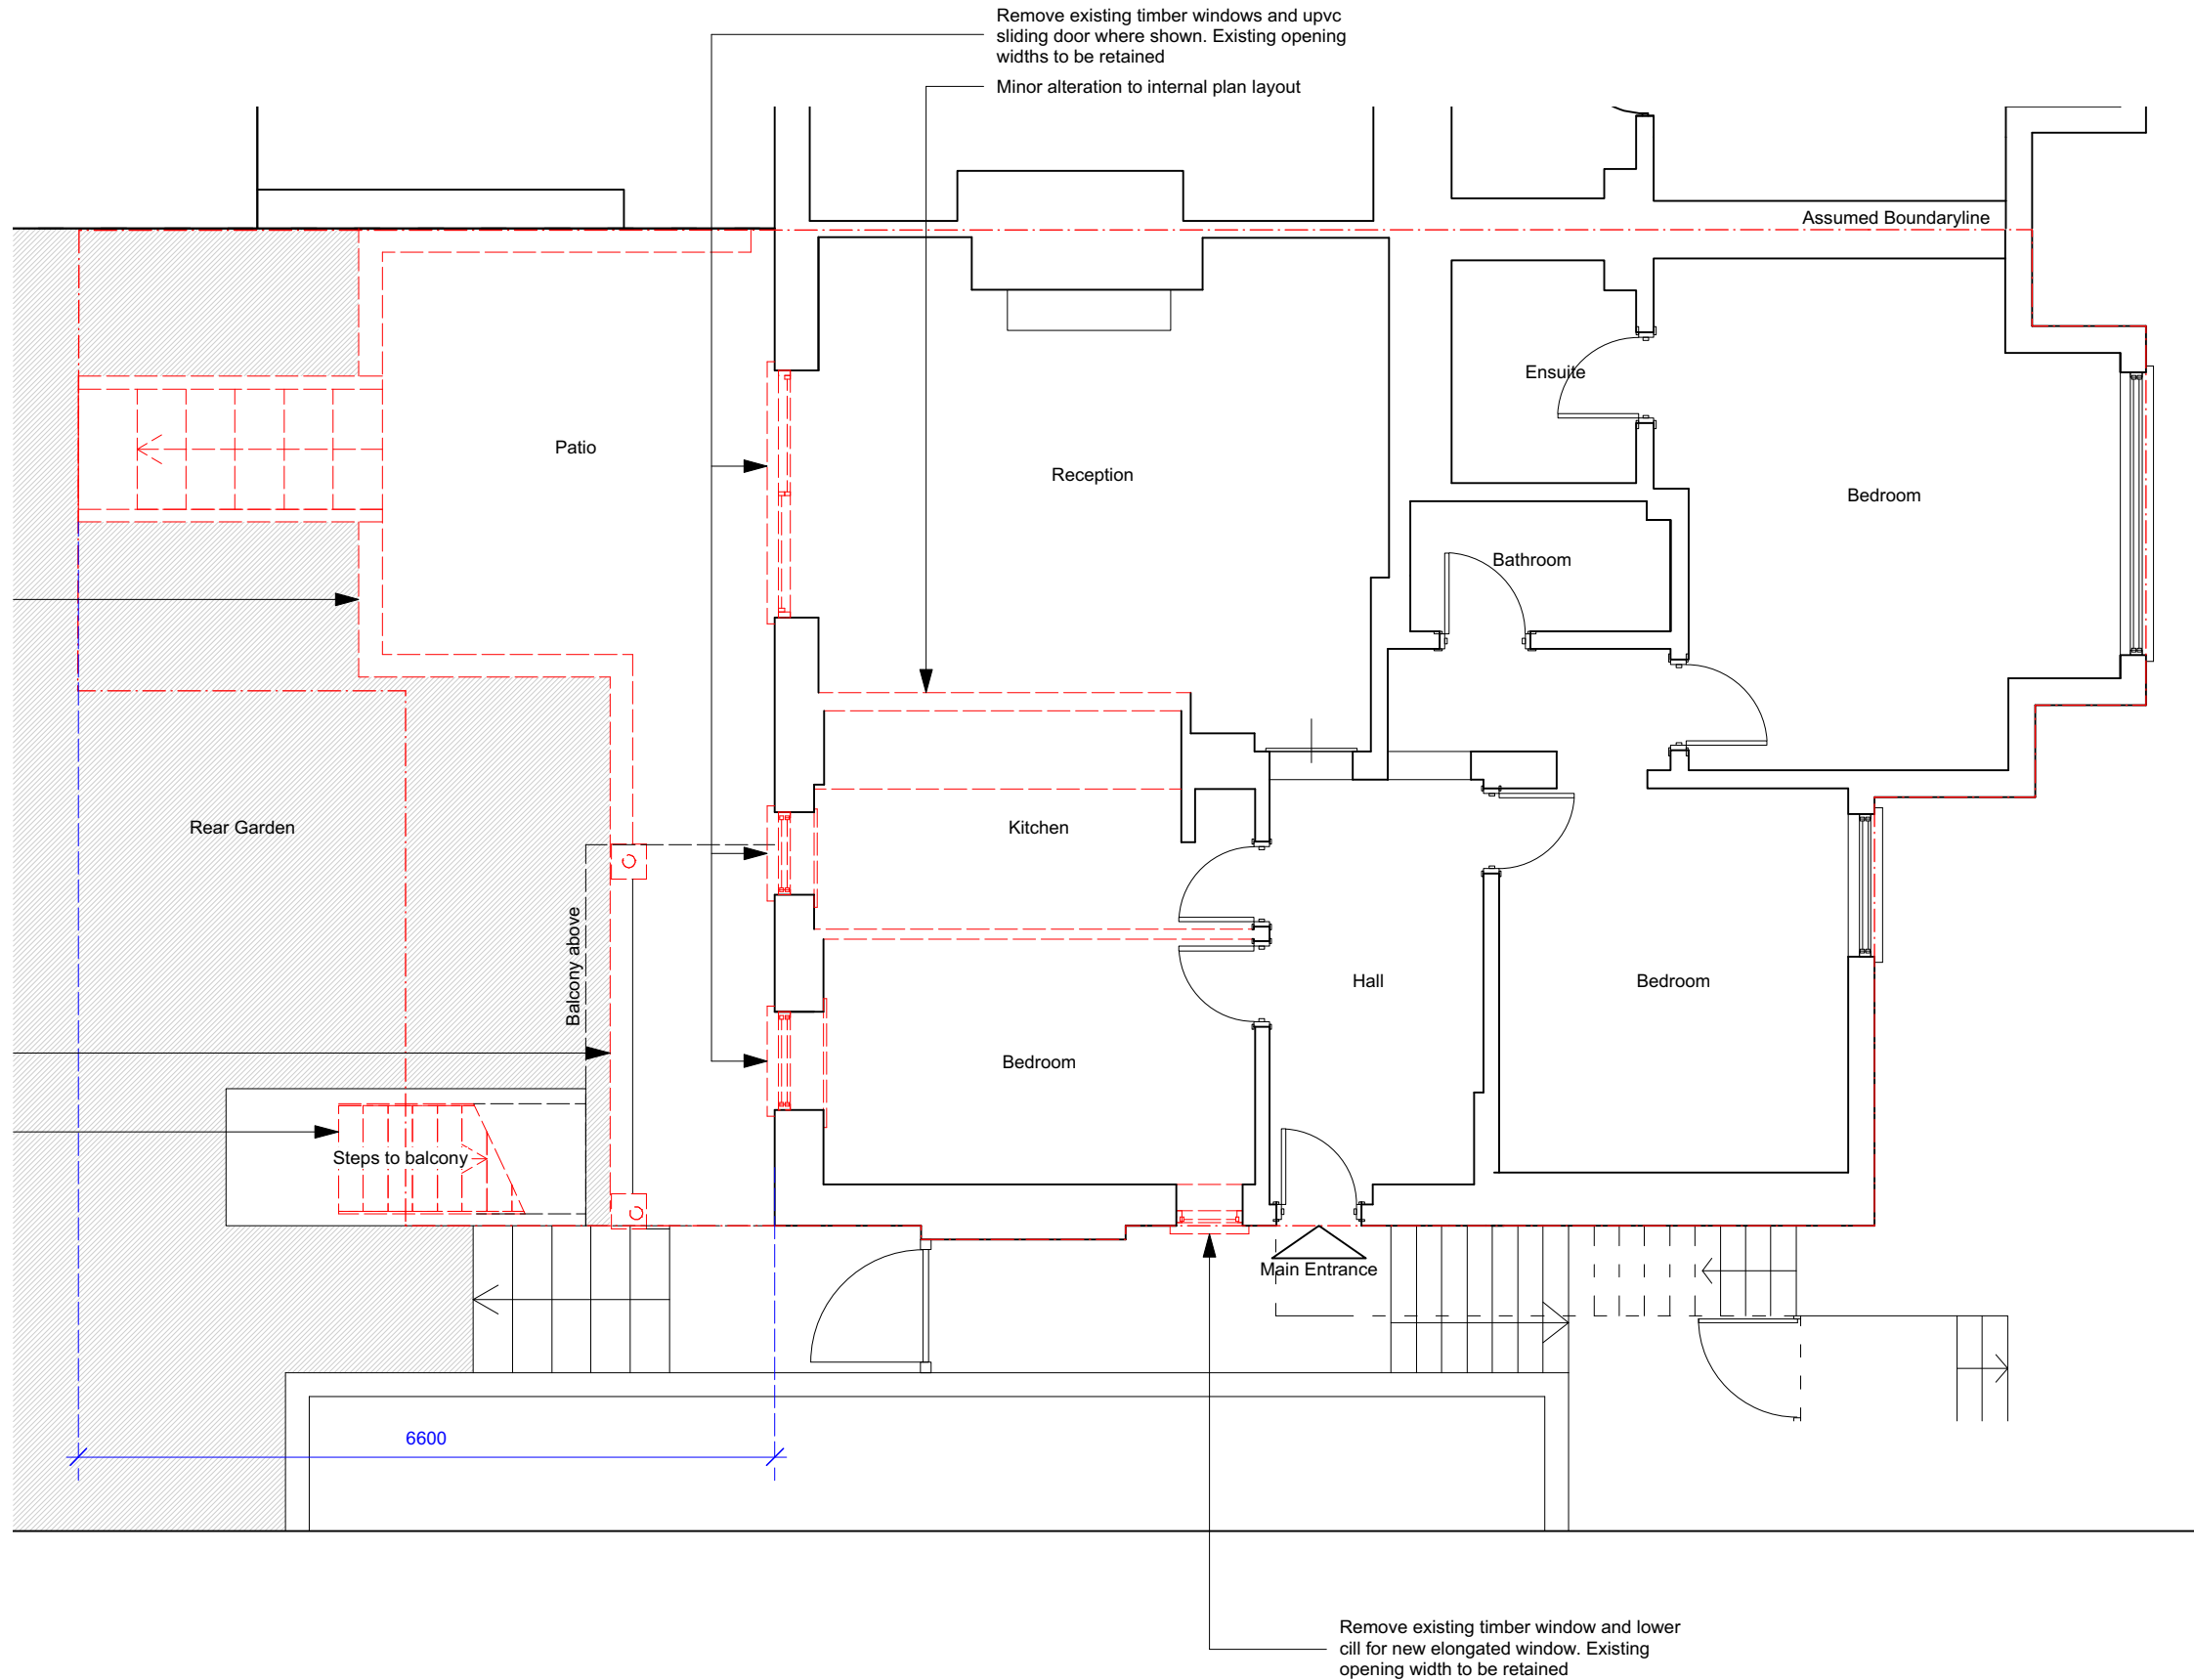 Remove existing timber windows and upvc
sliding door where shown. Existing opening
widths to be retained
Minor alteration to internal plan layout
Assumed Boundaryline
Ensuite
Patio
Reception
Bedroom
Bathroom
Rear Garden
Kitchen
Balcony above
Hall
Bedroom
Bedroom
Steps to balcony
Main Entrance
6600
Remove existing timber window and lower
cill for new elongated window. Existing
opening width to be retained